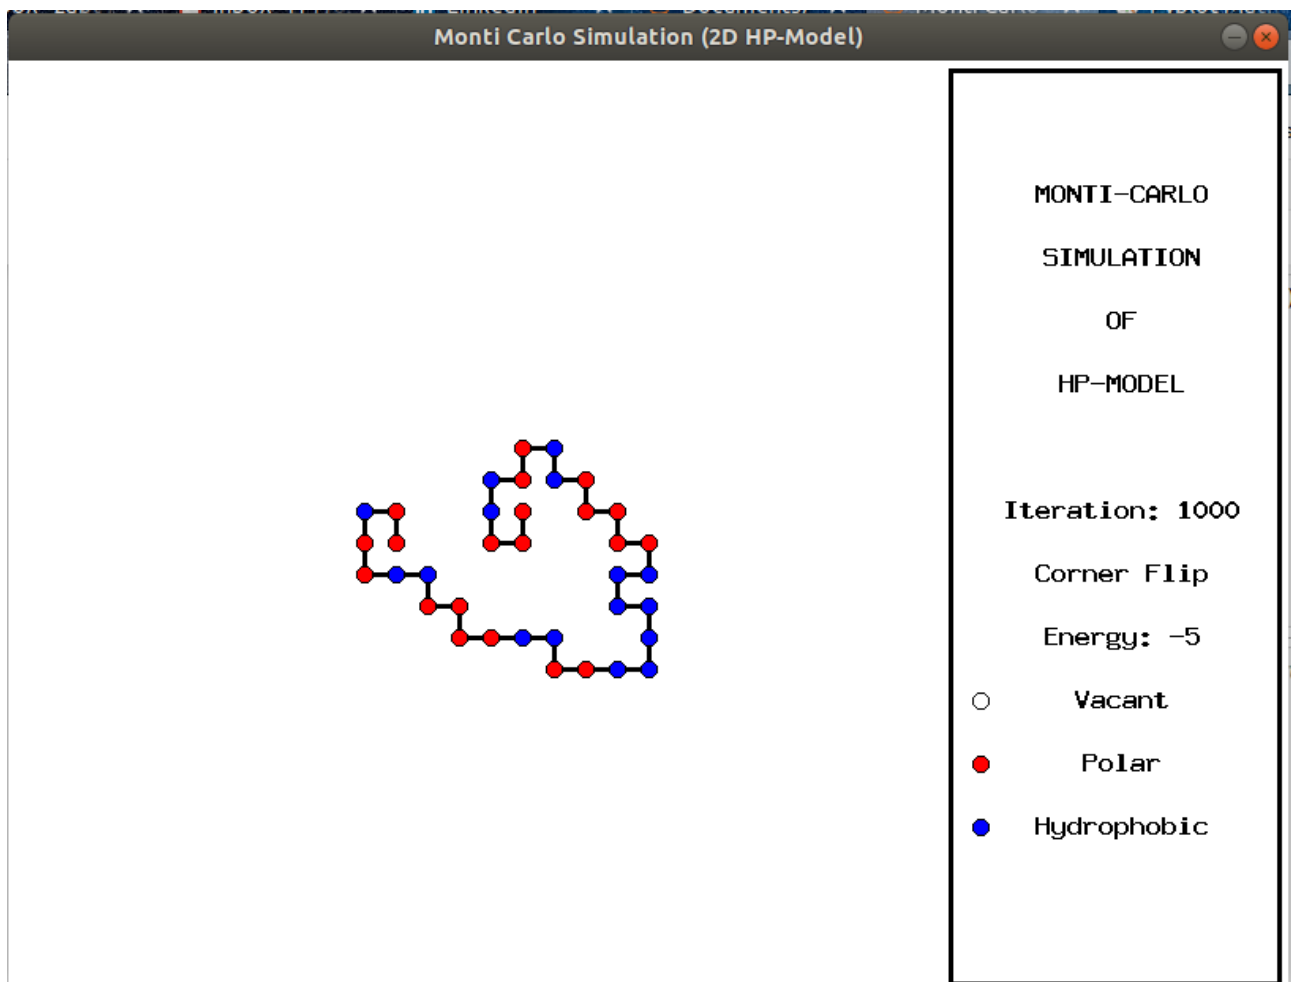 Monti Carlo Simulation (2D HP-Model)
MONTI-CARLO
SIMULATION
OF
HP-MODEL
Iteration: 1000
Corner Flip
Energy: -5
Vacant
Polar
Hydrophobic